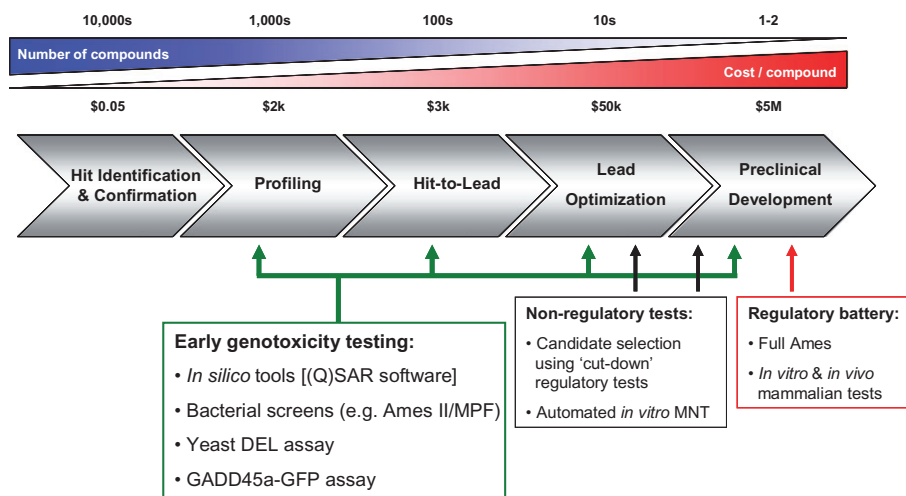 10,000s 1,000s 100s 10s 1-2
Number of compounds
Cost / compound
$0.05 $2k $3k $50k $5M
Hit Identification
& Confirmation
Profiling
Hit-to-Lead
Lead
Optimization
Preclinical
Development
Early genotoxicity testing:
• In silico tools [(Q)SAR software]
• Bacterial screens (e.g. Ames II/MPF)
• Yeast DEL assay
• GADD45a-GFP assay
Non-regulatory tests:
• Candidate selection
using ‘cut-down’
regulatory tests
• Automated in vitro MNT
Regulatory battery:
• Full Ames
• In vitro & in vivo
mammalian tests